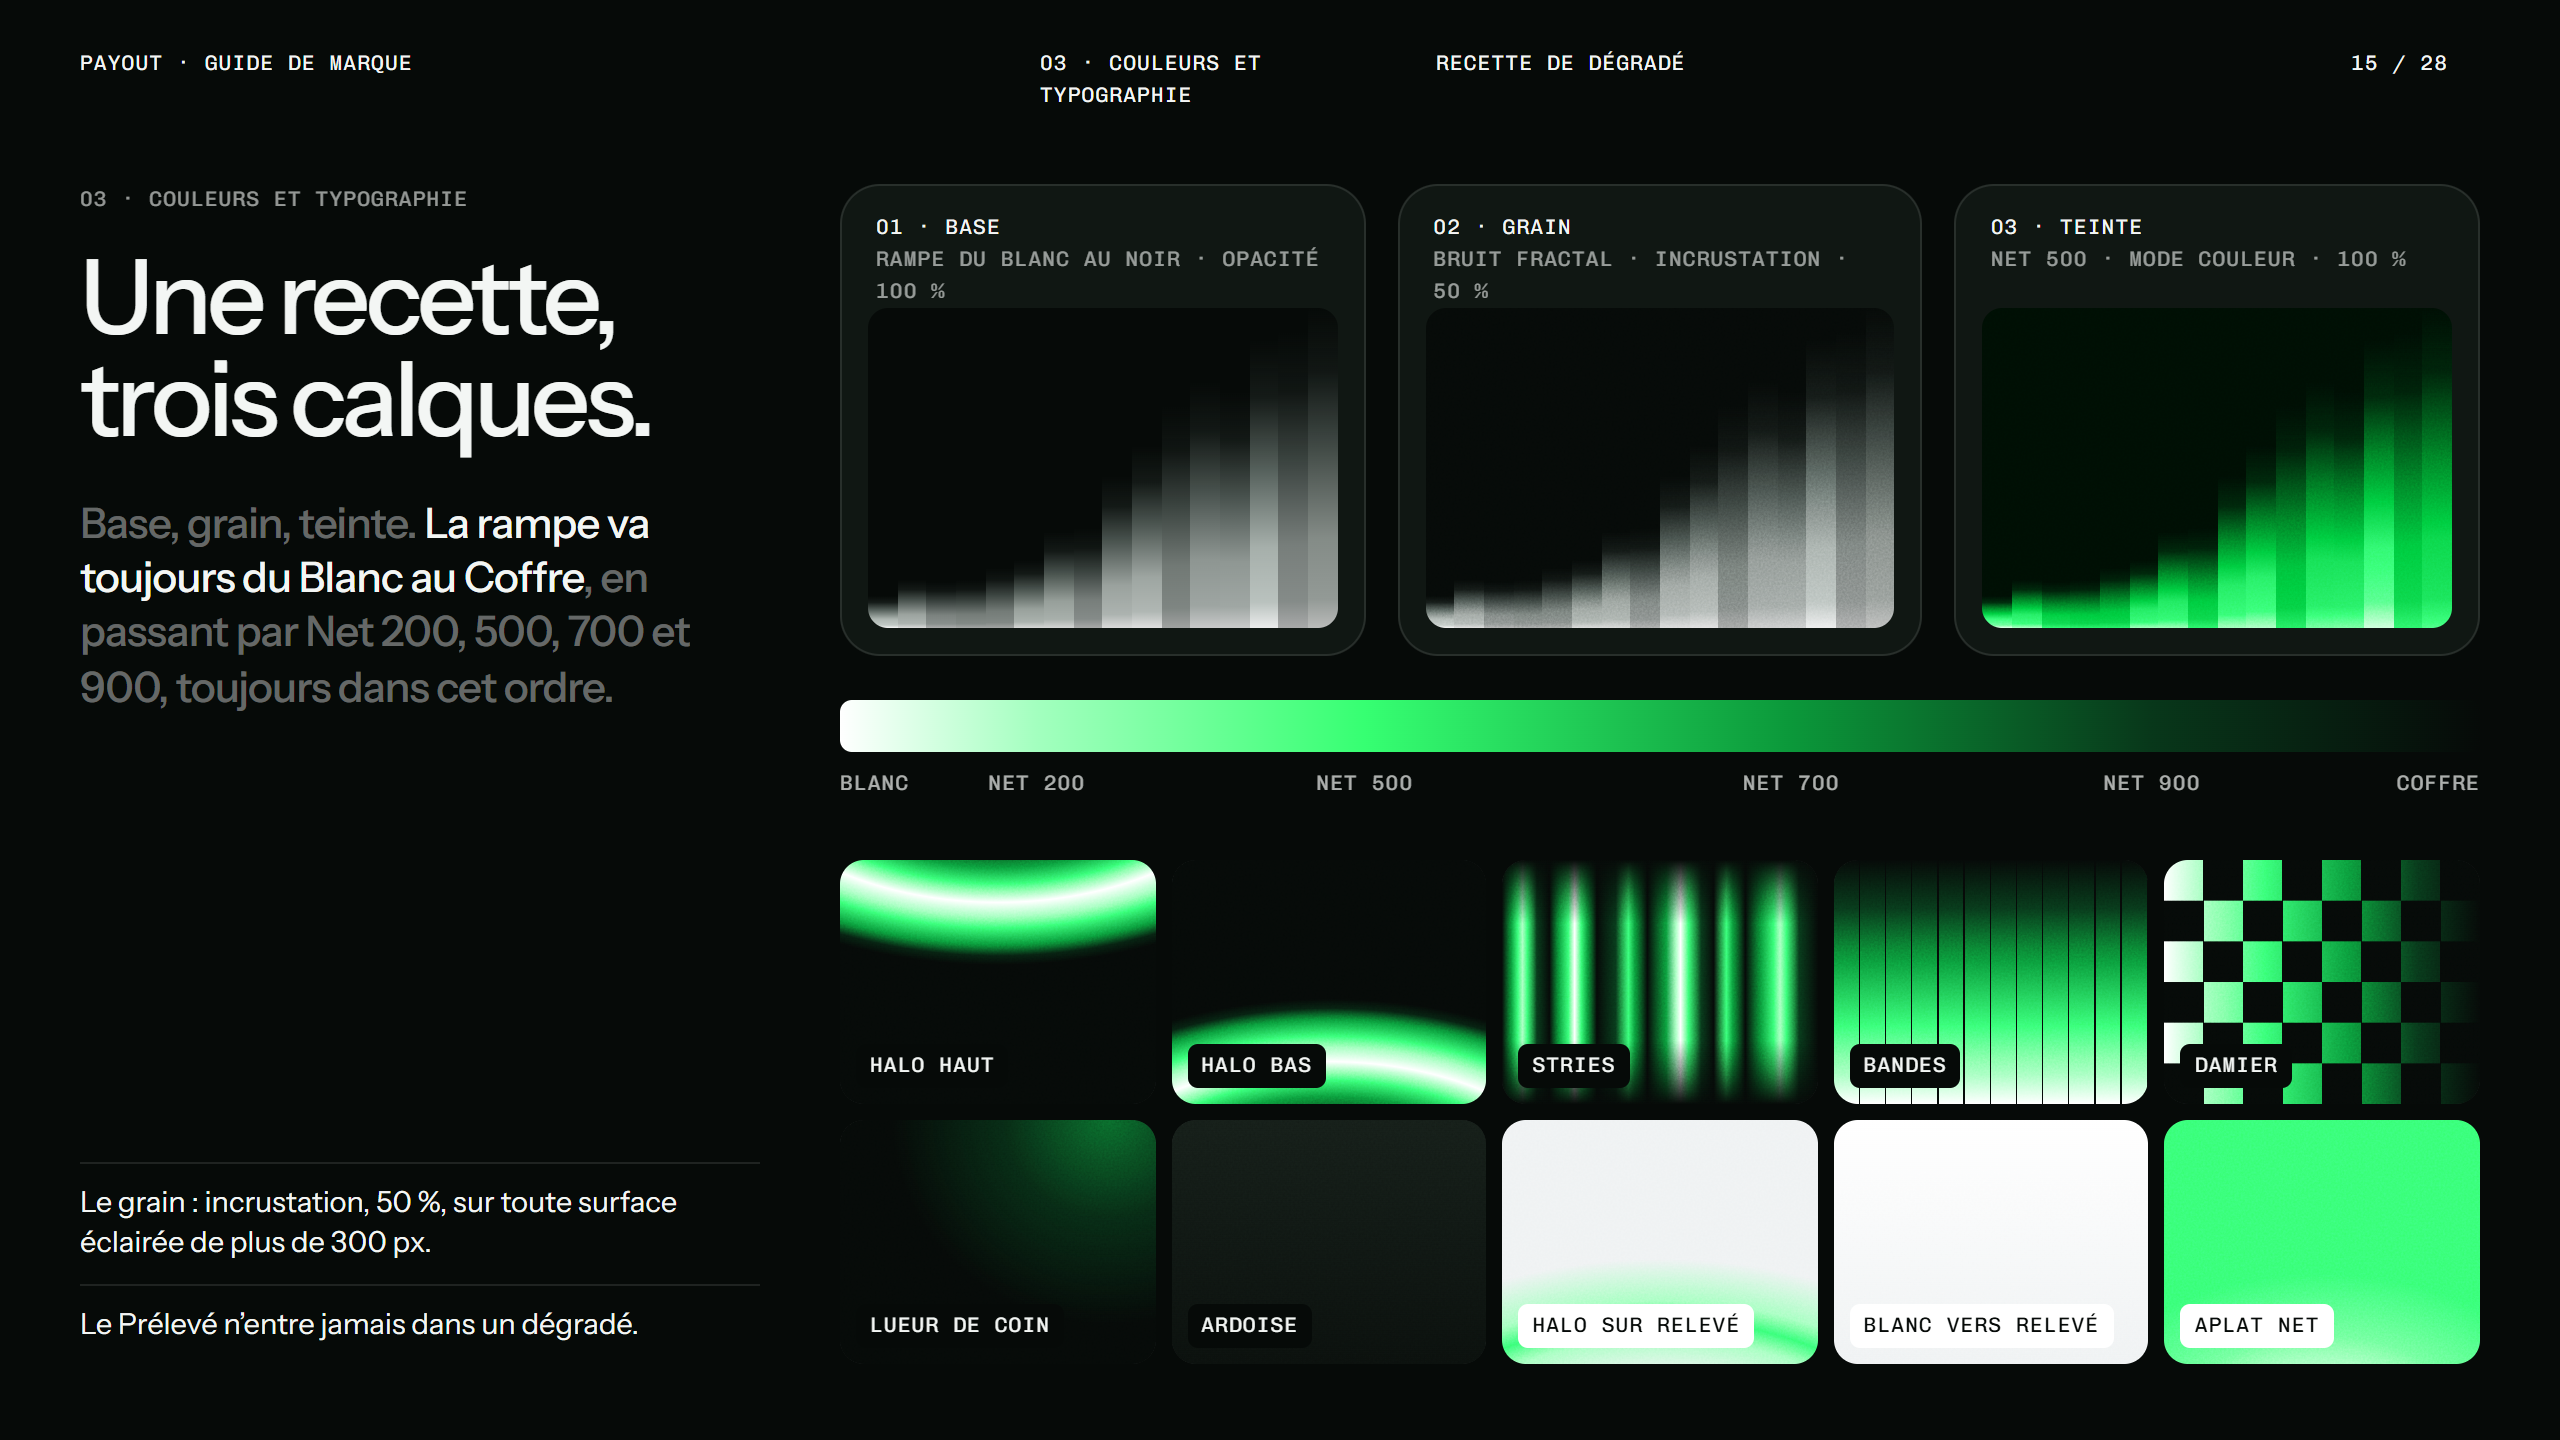 PAYOUT · GUIDE DE MARQUE
03 · COULEURS ET
TYPOGRAPHIE
RECETTE DE DÉGRADÉ
15 / 28
03 · COULEURS ET TYPOGRAPHIE
Une recette,
trois calques.
Base, grain, teinte. La rampe va
toujours du Blanc au Coffre, en
passant par Net 200, 500, 700 et
900, toujours dans cet ordre.
Le grain : incrustation, 50 %, sur toute surface
éclairée de plus de 300 px.
Le Prélevé n’entre jamais dans un dégradé.
01 · BASE
RAMPE DU BLANC AU NOIR · OPACITÉ
100 %
02 · GRAIN
BRUIT FRACTAL · INCRUSTATION ·
50 %
03 · TEINTE
NET 500 · MODE COULEUR · 100 %
BLANC
NET 200
NET 500
NET 700
NET 900
COFFRE
HALO HAUT
HALO BAS
STRIES
BANDES
DAMIER
LUEUR DE COIN
ARDOISE
HALO SUR RELEVÉ
BLANC VERS RELEVÉ
APLAT NET